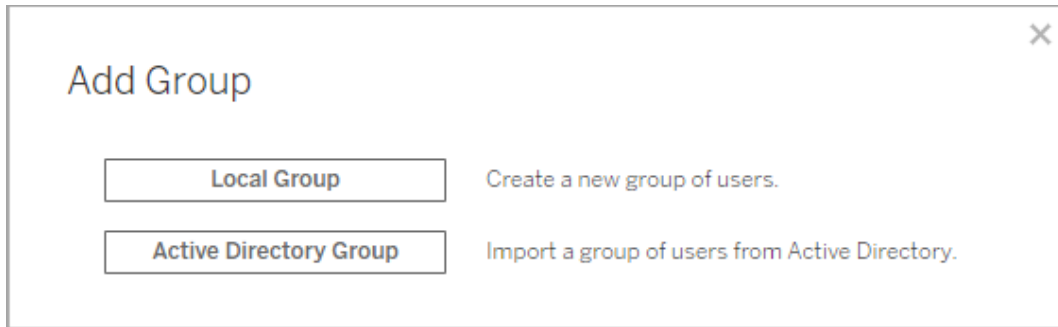 Add Group
Local Group Create a new group of users.
Active Directory Group Import a group of users from Active Directory.